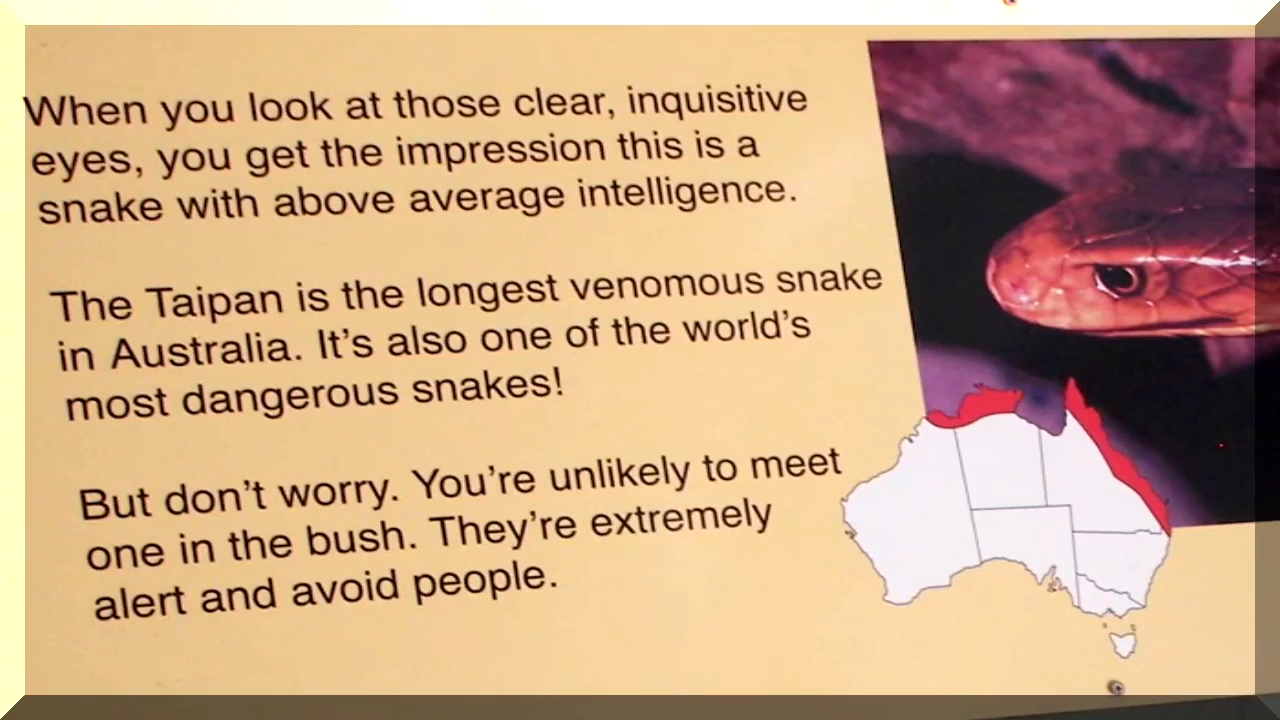 When you look at those clear, inquisitive
eyes, you get the impression this is a
snake with above average intelligence.
The Taipan is the longest venomous snake
in Australia. It's also one of the world's
most dangerous snakes!
But don't worry. You're unlikely to meet
one in the bush. They're extremely
alert and avoid people.